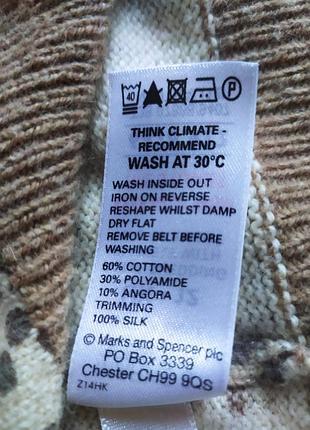 40 P
THINK CLIMATE -
RECOMMEND
WASH AT 30°C
WASH INSIDE OUT
IRON ON REVERSE
RESHAPE WHILST DAMP
DRY FLAT
REMOVE BELT BEFORE
WASHING
60% COTTON
30% POLYAMIDE
10% ANGORA
TRIMMING
100% SILK
© Marks and Spencer plc
PO Box 3339
Chester CH99 9QS
Z14HK